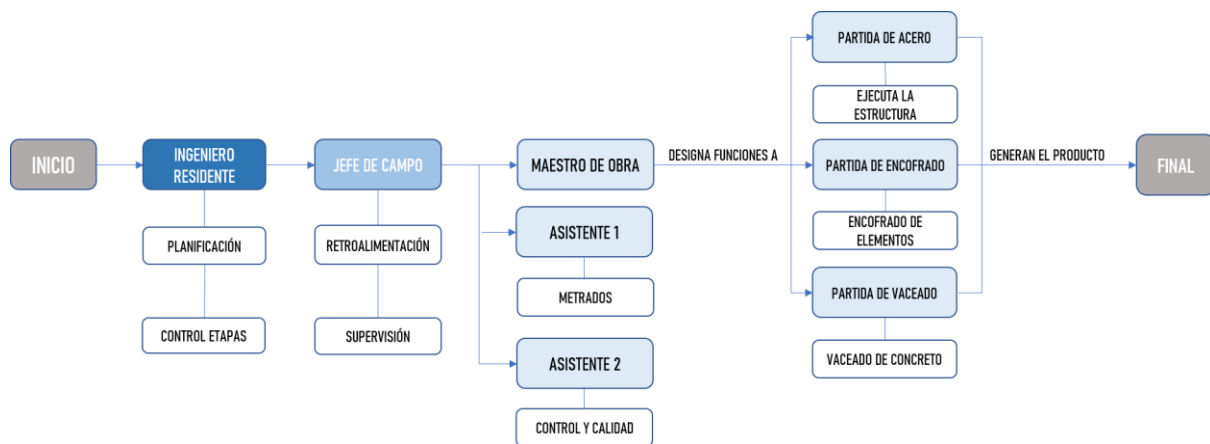 INICIO
INGENIERO
RESIDENTE
PLANIFICACIÓN
CONTROL ETAPAS
JEFE DE CAMPO
RETROALIMENTACIÓN
SUPERVISIÓN
MAESTRO DE OBRA
ASISTENTE 1
METRADOS
ASISTENTE 2
CONTROL Y CALIDAD
DESIGNA FUNCIONES A
PARTIDA DE ACERO
EJECUTA LA
ESTRUCTURA
PARTIDA DE ENCOFRADO
ENCOFRADO DE
ELEMENTOS
PARTIDA DE VACEADO
VACEADO DE CONCRETO
GENERAN EL PRODUCTO
FINAL